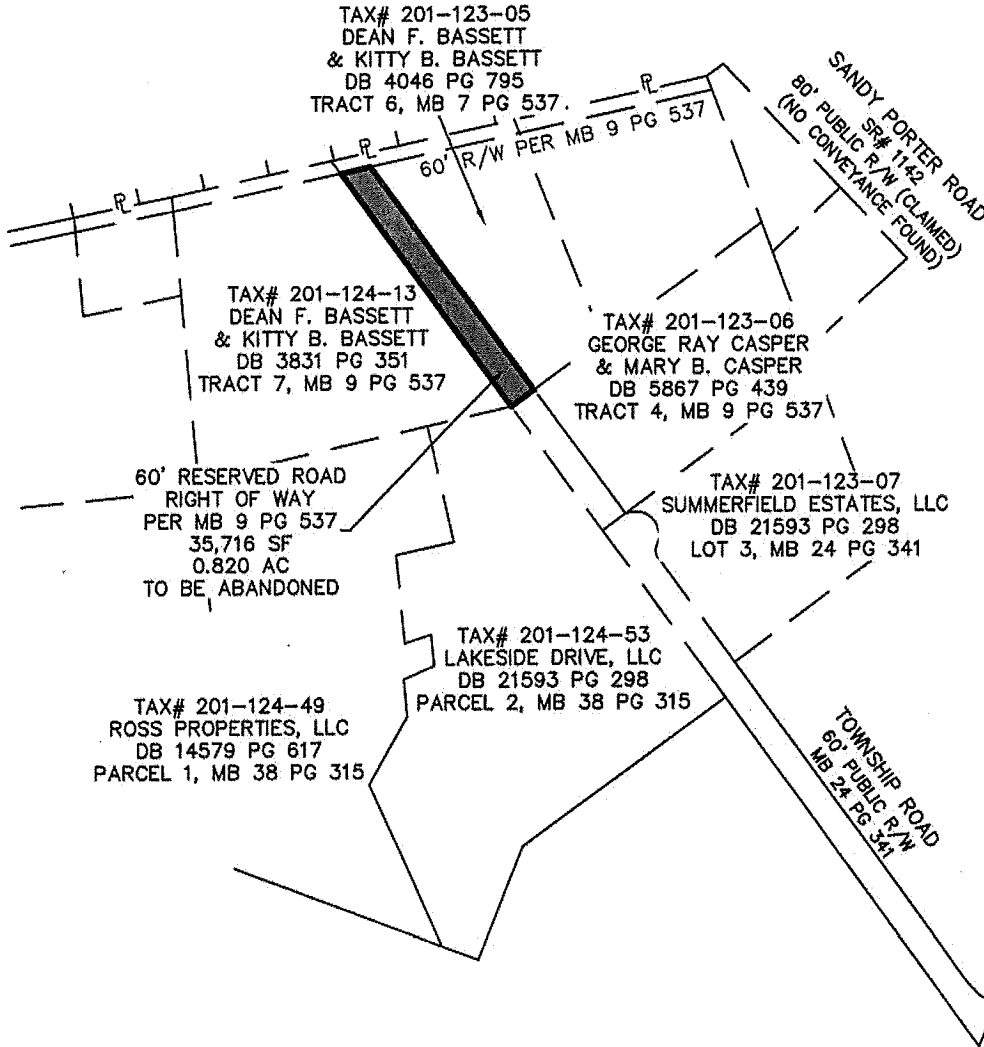 TAX# 201-123-05
DEAN F. BASSETT
& KITTY B. BASSETT
DB 4046 PG 795
TRACT 6, MB 7 PG 537.
SANDY PORTER ROAD
SR# 1142
80' PUBLIC R/W (CLAIMED)
(NO CONVEYANCE FOUND)
PL
PL
PL
60' R/W PER MB 9 PG 537
TAX# 201-124-13
DEAN F. BASSETT
& KITTY B. BASSETT
DB 3831 PG 351
TRACT 7, MB 9 PG 537
TAX# 201-123-06
GEORGE RAY CASPER
& MARY B. CASPER
DB 5867 PG 439
TRACT 4, MB 9 PG 537
60' RESERVED ROAD
RIGHT OF WAY
PER MB 9 PG 537
35,716 SF
0.820 AC
TO BE ABANDONED
TAX# 201-123-07
SUMMERFIELD ESTATES, LLC
DB 21593 PG 298
LOT 3, MB 24 PG 341
TAX# 201-124-53
LAKESIDE DRIVE, LLC
DB 21593 PG 298
PARCEL 2, MB 38 PG 315
TAX# 201-124-49
ROSS PROPERTIES, LLC
DB 14579 PG 617
PARCEL 1, MB 38 PG 315
TOWNSHIP ROAD
60' PUBLIC R/W
MB 24 PG 341